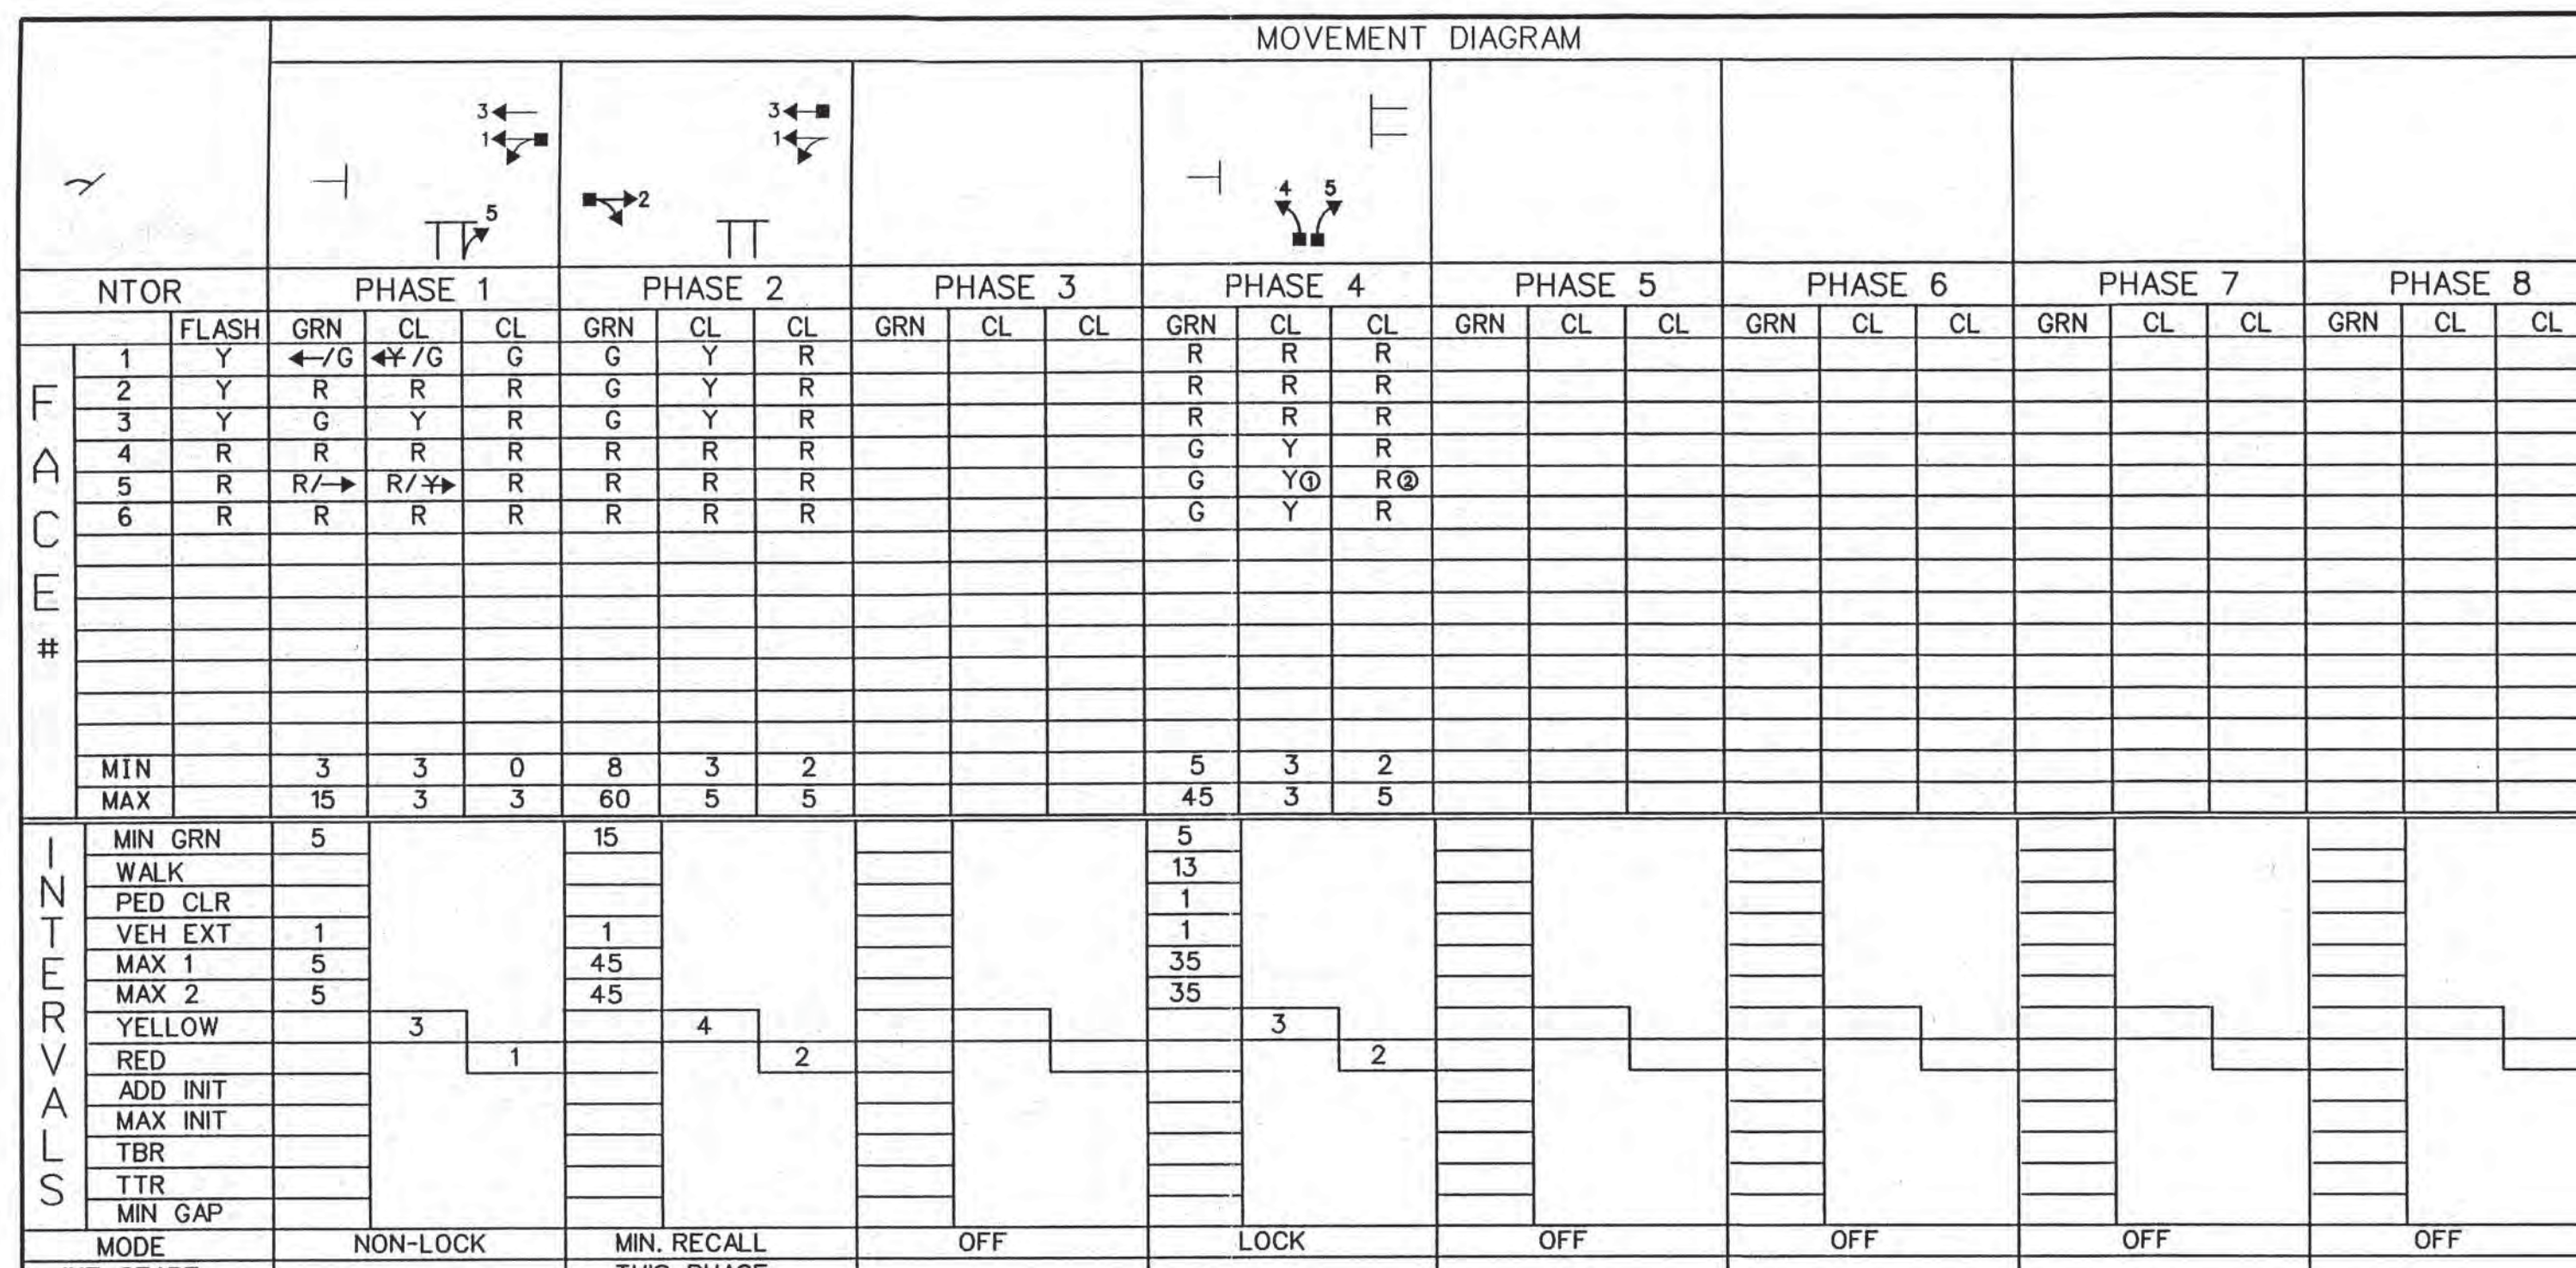 MOVEMENT DIAGRAM
3 1 5
3 1 2
4 5
NTOR PHASE 1 PHASE 2 PHASE 3 PHASE 4 PHASE 5 PHASE 6 PHASE 7 PHASE 8
FLASH GRN CL CL GRN CL CL GRN CL CL GRN CL CL GRN CL CL GRN CL CL GRN CL CL GRN CL CL
FACE #
1 Y ←/G ←Y/G G G Y R R R R
2 Y R R R G Y R R R R
3 Y G Y R G Y R R R R
4 R R R R R R R G Y R
5 R R/→ R/Y→ R R R R G Y① R②
6 R R R R R R R G Y R
MIN 3 3 0 8 3 2 5 3 2
MAX 15 3 3 60 5 5 45 3 5
INTERVALS
MIN GRN 5 15 5
WALK 13
PED CLR 1
VEH EXT 1 1 1
MAX 1 5 45 35
MAX 2 5 45 35
YELLOW 3 4 3
RED 1 2 2
ADD INIT
MAX INIT
TBR
TTR
MIN GAP
MODE NON-LOCK MIN. RECALL OFF LOCK OFF OFF OFF OFF
THIS PHASE